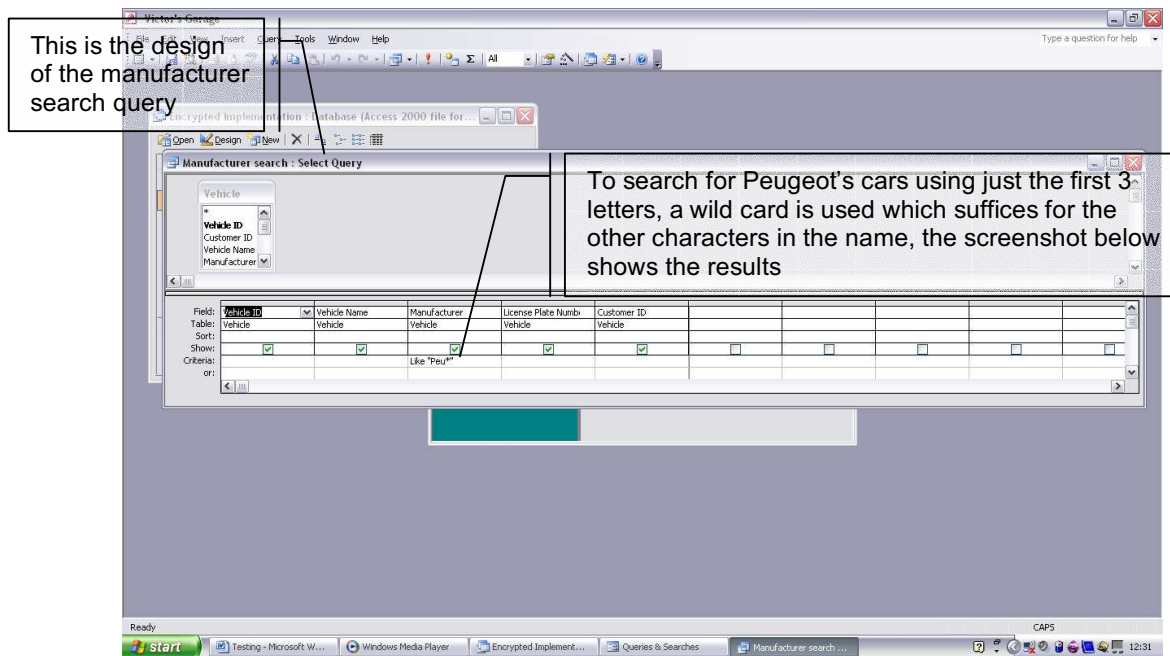 Victor's Garage
File Edit View Insert Query Tools Window Help
Type a question for help
All
This is the design
of the manufacturer
search query
Encrypted Implementation : Database (Access 2000 file for...
Open Design New
Manufacturer search : Select Query
Vehicle
*
Vehicle ID
Customer ID
Vehicle Name
Manufacturer
To search for Peugeot's cars using just the first 3
letters, a wild card is used which suffices for the
other characters in the name, the screenshot below
shows the results
Field: Vehicle ID Vehicle Name Manufacturer License Plate Numb Customer ID
Table: Vehicle Vehicle Vehicle Vehicle Vehicle
Sort:
Show:
Criteria: Like "Peu*"
or:
Ready
CAPS
start Testing - Microsoft W... Windows Media Player Encrypted Implement... Queries & Searches Manufacturer search ... 12:31